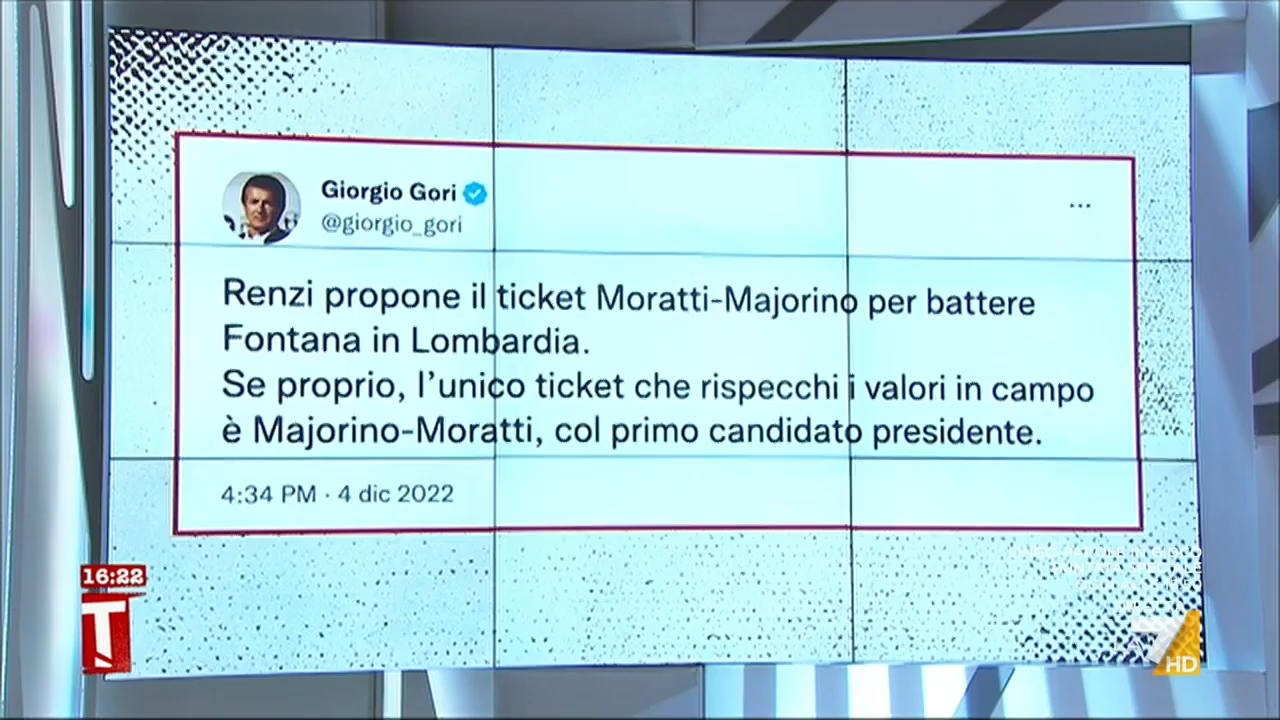 Giorgio Gori
@giorgio_gori
...
Renzi propone il ticket Moratti-Majorino per battere
Fontana in Lombardia.
Se proprio, l'unico ticket che rispecchi i valori in campo
è Majorino-Moratti, col primo candidato presidente.
4:34 PM · 4 dic 2022
16:22
T
LA7
HD